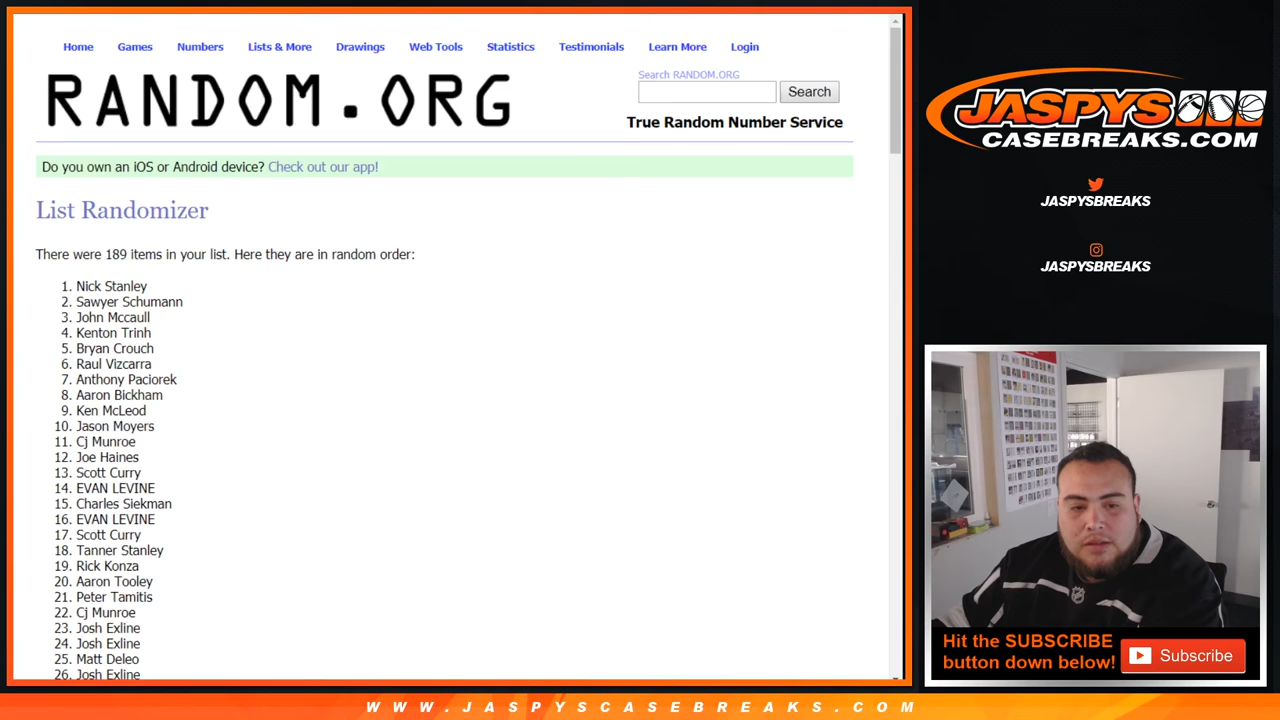 Home Games Numbers Lists & More Drawings Web Tools Statistics Testimonials Learn More Login
RANDOM.ORG
Search RANDOM.ORG
Search
True Random Number Service
Do you own an iOS or Android device? Check out our app!
List Randomizer
There were 189 items in your list. Here they are in random order:
1. Nick Stanley
2. Sawyer Schumann
3. John Mccaull
4. Kenton Trinh
5. Bryan Crouch
6. Raul Vizcarra
7. Anthony Paciorek
8. Aaron Bickham
9. Ken McLeod
10. Jason Moyers
11. Cj Munroe
12. Joe Haines
13. Scott Curry
14. EVAN LEVINE
15. Charles Siekman
16. EVAN LEVINE
17. Scott Curry
18. Tanner Stanley
19. Rick Konza
20. Aaron Tooley
21. Peter Tamitis
22. Cj Munroe
23. Josh Exline
24. Josh Exline
25. Matt Deleo
26. Josh Exline
JASPYS
CASEBREAKS.COM
JASPYSBREAKS
JASPYSBREAKS
Hit the SUBSCRIBE
button down below!
Subscribe
WWW.JASPYSCASEBREAKS.COM